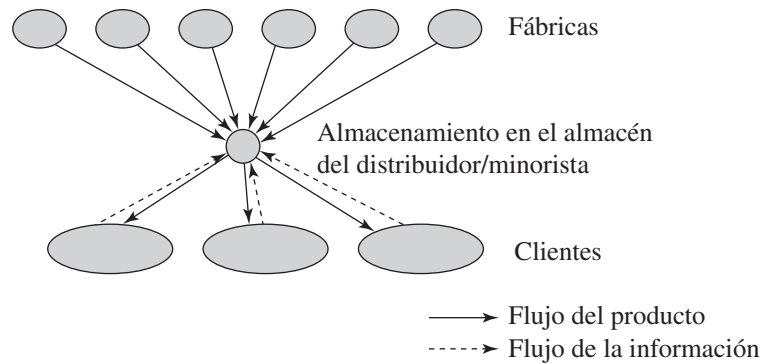 Fábricas
Almacenamiento en el almacén
del distribuidor/minorista
Clientes
Flujo del producto
Flujo de la información